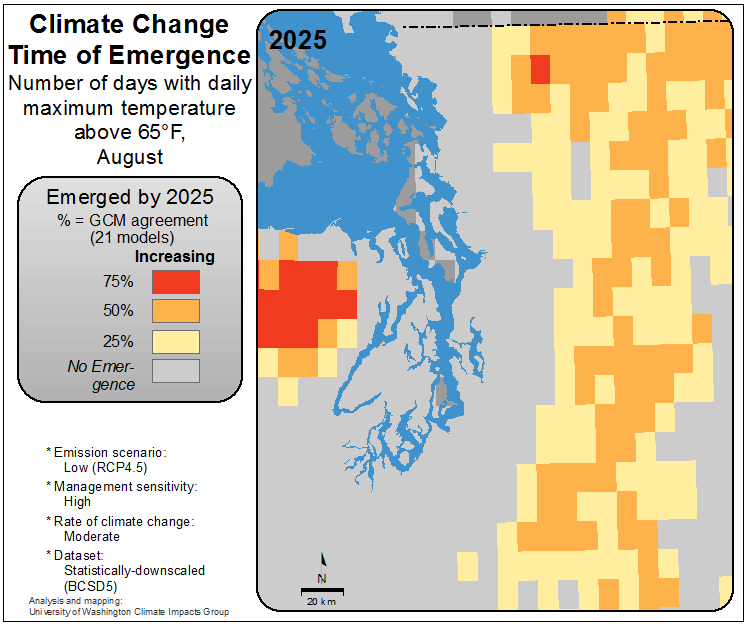 Climate Change
Time of Emergence
Number of days with daily
maximum temperature
above 65°F,
August
Emerged by 2025
% = GCM agreement
(21 models)
Increasing
75%
50%
25%
No Emer-
gence
* Emission scenario:
Low (RCP4.5)
* Management sensitivity:
High
* Rate of climate change:
Moderate
* Dataset:
Statistically-downscaled
(BCSD5)
Analysis and mapping:
University of Washington Climate Impacts Group
2025
N
20 km